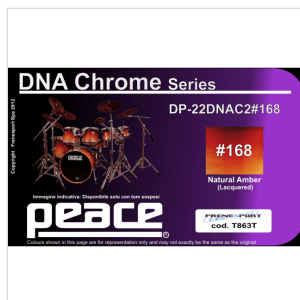 DNA Chrome Series
Copyright Frenexport Spa 2012
DP-22DNAC2#168
PEACE
#168
Natural Amber
(Lacquered)
Immagine indicativa: Disponibile solo con tom sospesi
peace®
FRENEXPORT
cod. T863T
Colours shown in this page are for representation only and may not exactly be the same as the original